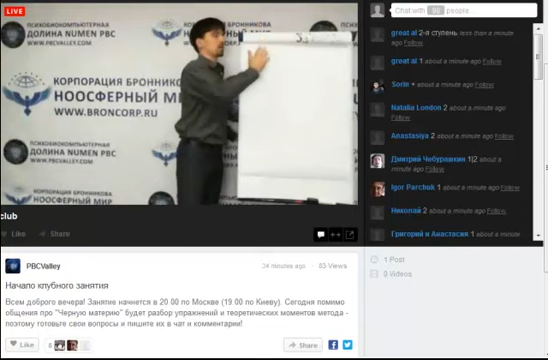 LIVE
ПСИХОБИОКОМПЬЮТЕРНАЯ
ДОЛИНА NUMEN PBC
PBCVALLEY.COM
КОРПОРАЦИЯ БРОННИКОВА
НООСФЕРНЫЙ МИР
WWW.BRONCORP.RU
ПСИХОБИОКОМПЬЮТЕРНАЯ
ДОЛИНА NUMEN PBC
PBCVALLEY.COM
КОРПОРАЦИЯ БРОННИКОВА
club
Like Share
PBCValley
24 minutes ago · 83 Views
Начало клубного занятия
Всем доброго вечера! Занятие начнется в 20.00 по Москве (19.00 по Киеву). Сегодня помимо
общения про "Черную материю" будет разбор упражнений и теоретических моментов метода -
поэтому готовьте свои вопросы и пишите их в чат и комментарии!
Like
Share
Chat with people...
great al 2-я ступень less than a minute
ago Follow
great al 1 about a minute ago Follow
Sorin + about a minute ago Follow
Natalia London 2 about a minute ago
Follow
Anastasiya 2 about a minute ago Follow
Дмитрий Чебурашкин 1|2 about a
minute ago Follow
Igor Parchuk 1 about a minute ago
Follow
Николай 2 about a minute ago Follow
Григорий и Анастасия 1 about a minute
1 Post
0 Videos